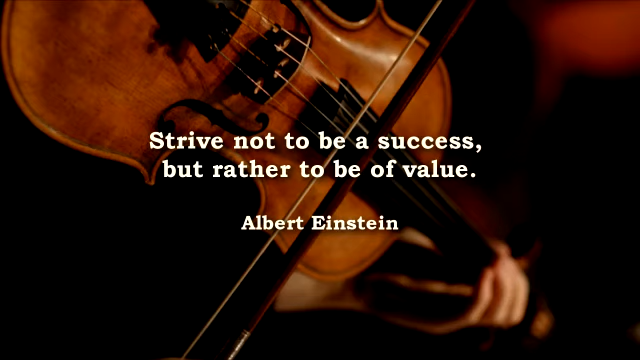 Strive not to be a success,
but rather to be of value.
Albert Einstein